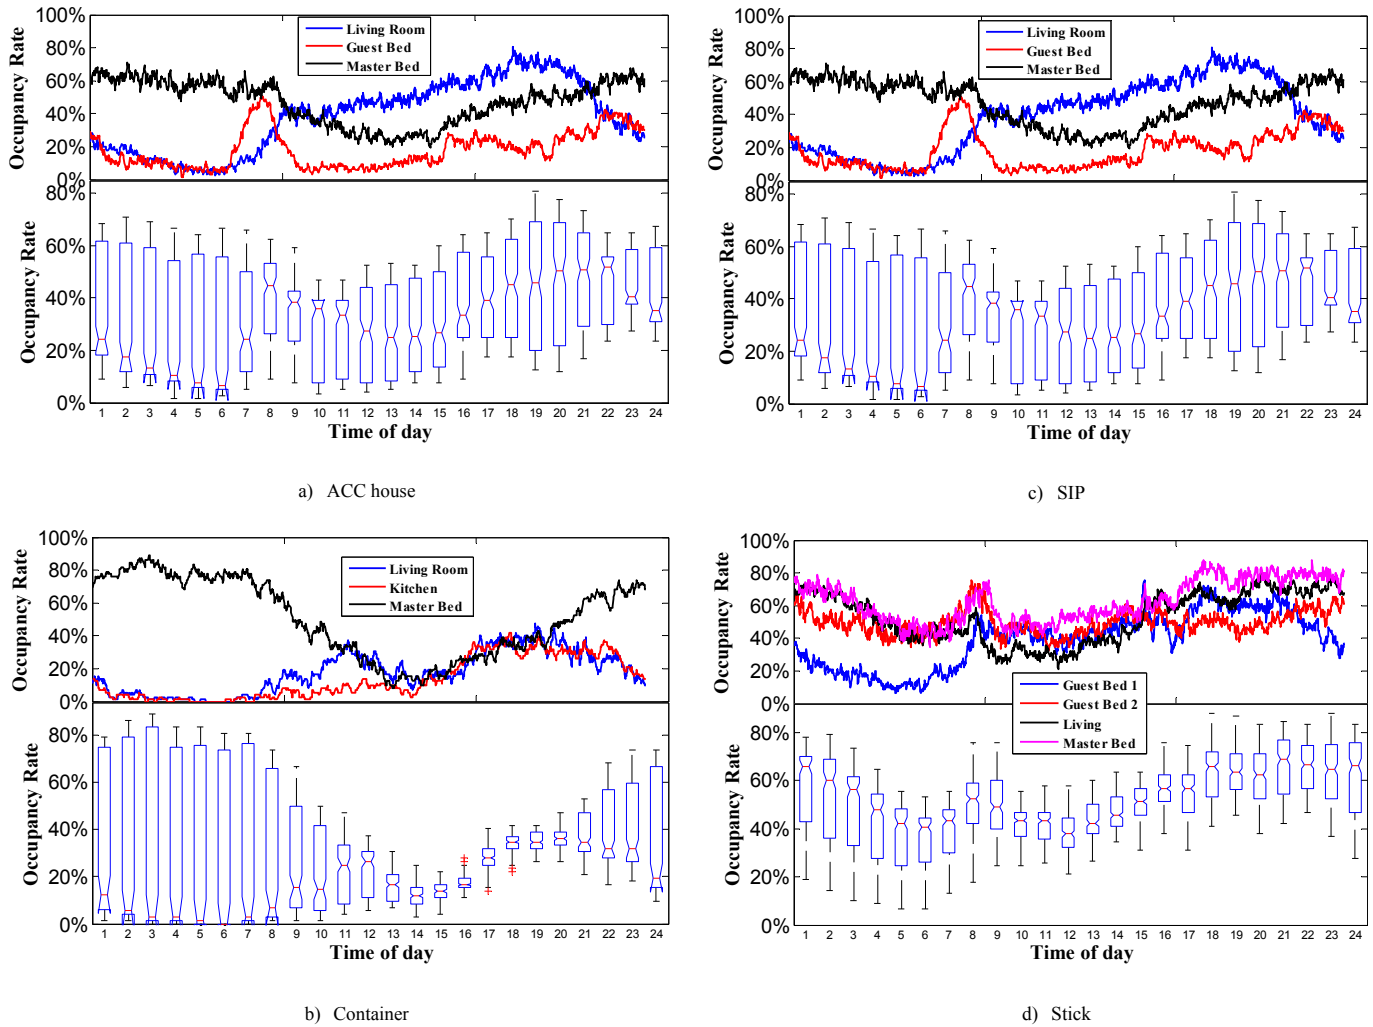 100%
80%
60%
40%
20%
0%
Occupancy Rate
Living Room
Guest Bed
Master Bed
80%
60%
40%
20%
0%
Occupancy Rate
1 2 3 4 5 6 7 8 9 10 11 12 13 14 15 16 17 18 19 20 21 22 23 24
Time of day
a) ACC house
100%
80%
60%
40%
20%
0%
Occupancy Rate
Living Room
Guest Bed
Master Bed
80%
60%
40%
20%
0%
Occupancy Rate
1 2 3 4 5 6 7 8 9 10 11 12 13 14 15 16 17 18 19 20 21 22 23 24
Time of day
c) SIP
100%
80%
60%
40%
20%
0%
Occupancy Rate
Living Room
Kitchen
Master Bed
80%
60%
40%
20%
0%
Occupancy Rate
1 2 3 4 5 6 7 8 9 10 11 12 13 14 15 16 17 18 19 20 21 22 23 24
Time of day
b) Container
100%
80%
60%
40%
20%
0%
Occupancy Rate
Guest Bed 1
Guest Bed 2
Living
Master Bed
80%
60%
40%
20%
0%
Occupancy Rate
1 2 3 4 5 6 7 8 9 10 11 12 13 14 15 16 17 18 19 20 21 22 23 24
Time of day
d) Stick